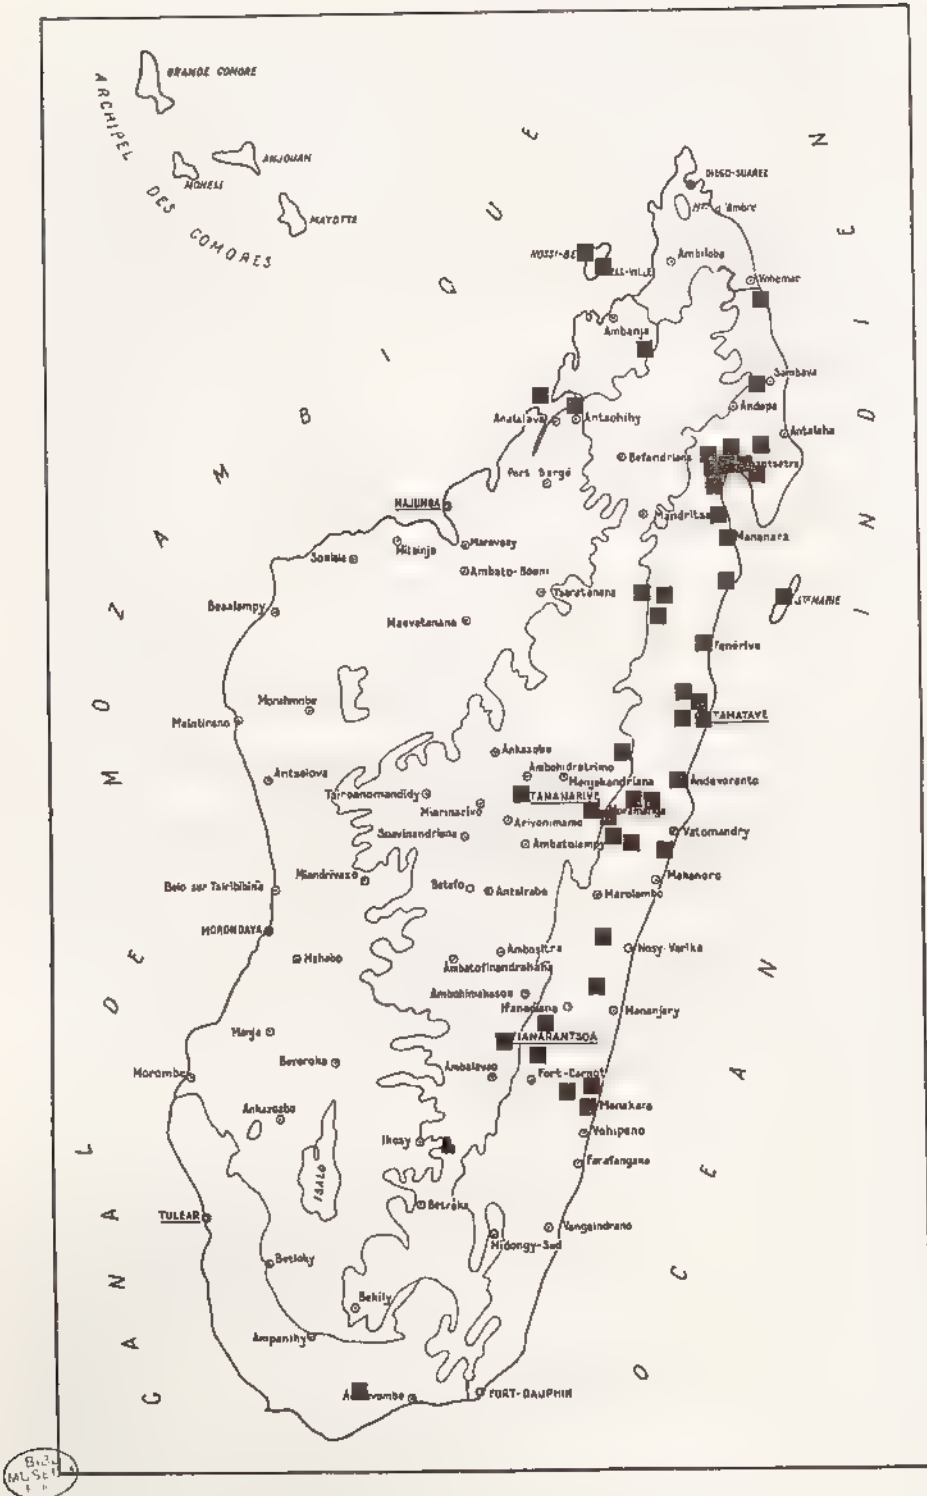 GRANDE COMORE
ARCHIPEL DES COMORES
ANJOUAN
MOHELI
MAYOTTE
CANAL DE MOZAMBIQUE
OCEAN INDIEN
DIEGO-SUAREZ
d'Ambre
NOSSI-BE
Ambilobe
Vohemar
Ambanja
Sambava
Andapa
Analalava
Antsohihy
Antalaha
Befandriana
Port Bergé
MAJUNGA
Mandritsa
Mananara
Mitsinjo
Marovoay
Soalala
Ambato-Boeni
Tsaratanana
Ste MARIE
Besalampy
Maevatanana
Fénérive
Morafenobe
Maintirano
TAMATAVE
Ankazobe
Ambohidratrimo
Manjakandriana
Andevoranto
Antsalova
Tsiroanomandidy
TANANARIVE
Miarinarivo
Moramanga
Arivonimamo
Soavinandriana
Ambatolampy
Vatomandry
Miandrivazo
Betafo
Antsirabe
Mahanoro
Marolambo
Belo sur Tsiribihina
MORONDAVA
Mahabo
Ambositra
Nosy-Varika
Ambatofinandrahana
Ambohimahasoa
Ifanadiana
Mananjary
Manja
FIANARANTSOA
Beroroha
Morombe
Ambalavao
Fort-Carnot
Ankazoabo
Manakara
Vohipeno
Ihosy
ISALO
Farafangana
Betroka
TULEAR
Vangaindrano
Midongy-Sud
Betioky
Bekily
Ampanihy
FORT-DAUPHIN